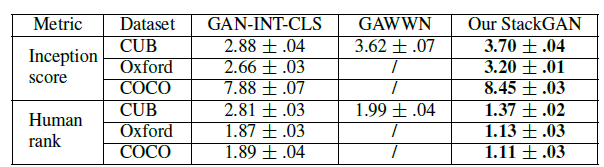 Metric Dataset GAN-INT-CLS GAWWN Our StackGAN
Inception score CUB 2.88 ± .04 3.62 ± .07 3.70 ± .04
Oxford 2.66 ± .03 / 3.20 ± .01
COCO 7.88 ± .07 / 8.45 ± .03
Human rank CUB 2.81 ± .03 1.99 ± .04 1.37 ± .02
Oxford 1.87 ± .03 / 1.13 ± .03
COCO 1.89 ± .04 / 1.11 ± .03